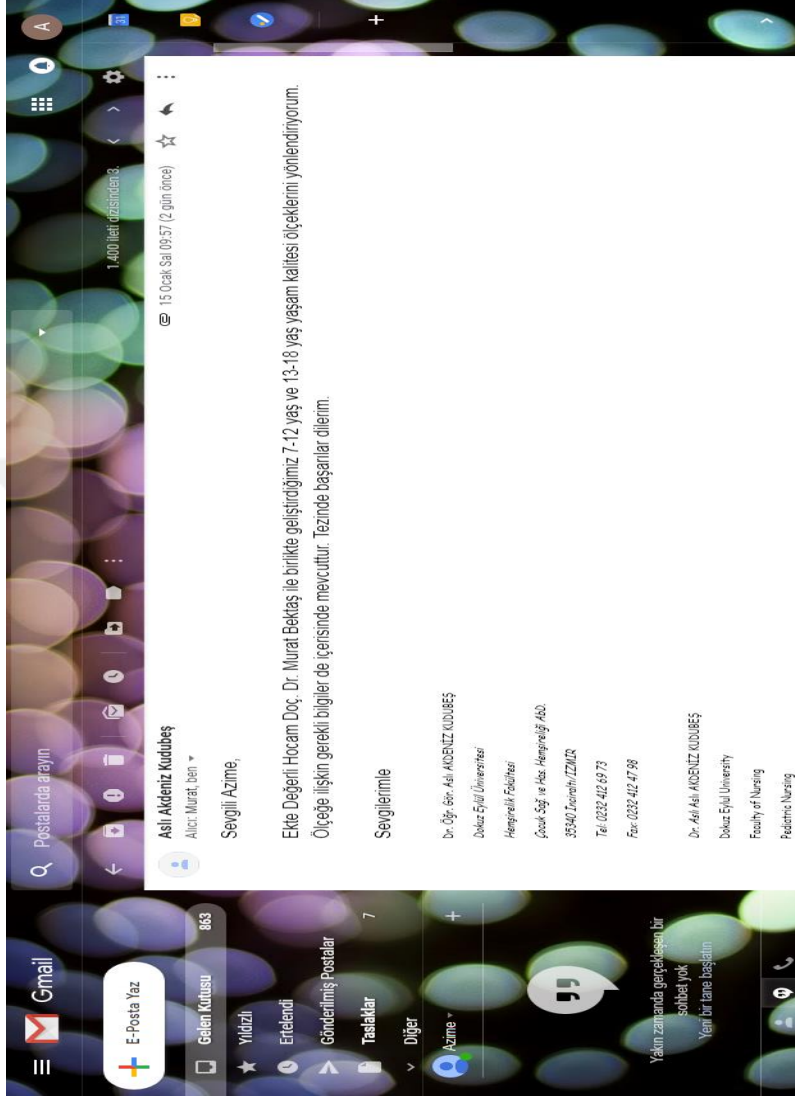 Gmail
Postalarda arayın
A
E-Posta Yaz
1.400 ileti dizisinden 3.
31
Gelen Kutusu 863
Yıldızlı
Ertelendi
Gönderilmiş Postalar
Taslaklar 7
Diğer
Azime
Yakın zamanda gerçekleşen bir
sohbet yok
Yeni bir tane başlatın
Aslı Akdeniz Kudubeş
15 Ocak Sal 09:57 (2 gün önce)
Alıcı: Murat, ben
Sevgili Azime,
Ekte Değerli Hocam Doç. Dr. Murat Bektaş ile birlikte geliştirdiğimiz 7-12 yaş ve 13-18 yaş yaşam kalitesi ölçeklerini yönlendiriyorum.
Ölçeğe ilişkin gerekli bilgiler de içerisinde mevcuttur. Tezinde başarılar dilerim.
Sevgilerimle
Dr. Öğr. Gör. Aslı AKDENİZ KUDUBEŞ
Dokuz Eylül Üniversitesi
Hemşirelik Fakültesi
Çocuk Sağ. ve Has. Hemşireliği AbD.
35340 İnciraltı/İZMİR
Tel: 0232 412 69 73
Fax: 0232 412 47 98
Dr. Aslı Aslı AKDENİZ KUDUBEŞ
Dokuz Eylul University
Faculty of Nursing
Pediatric Nursing